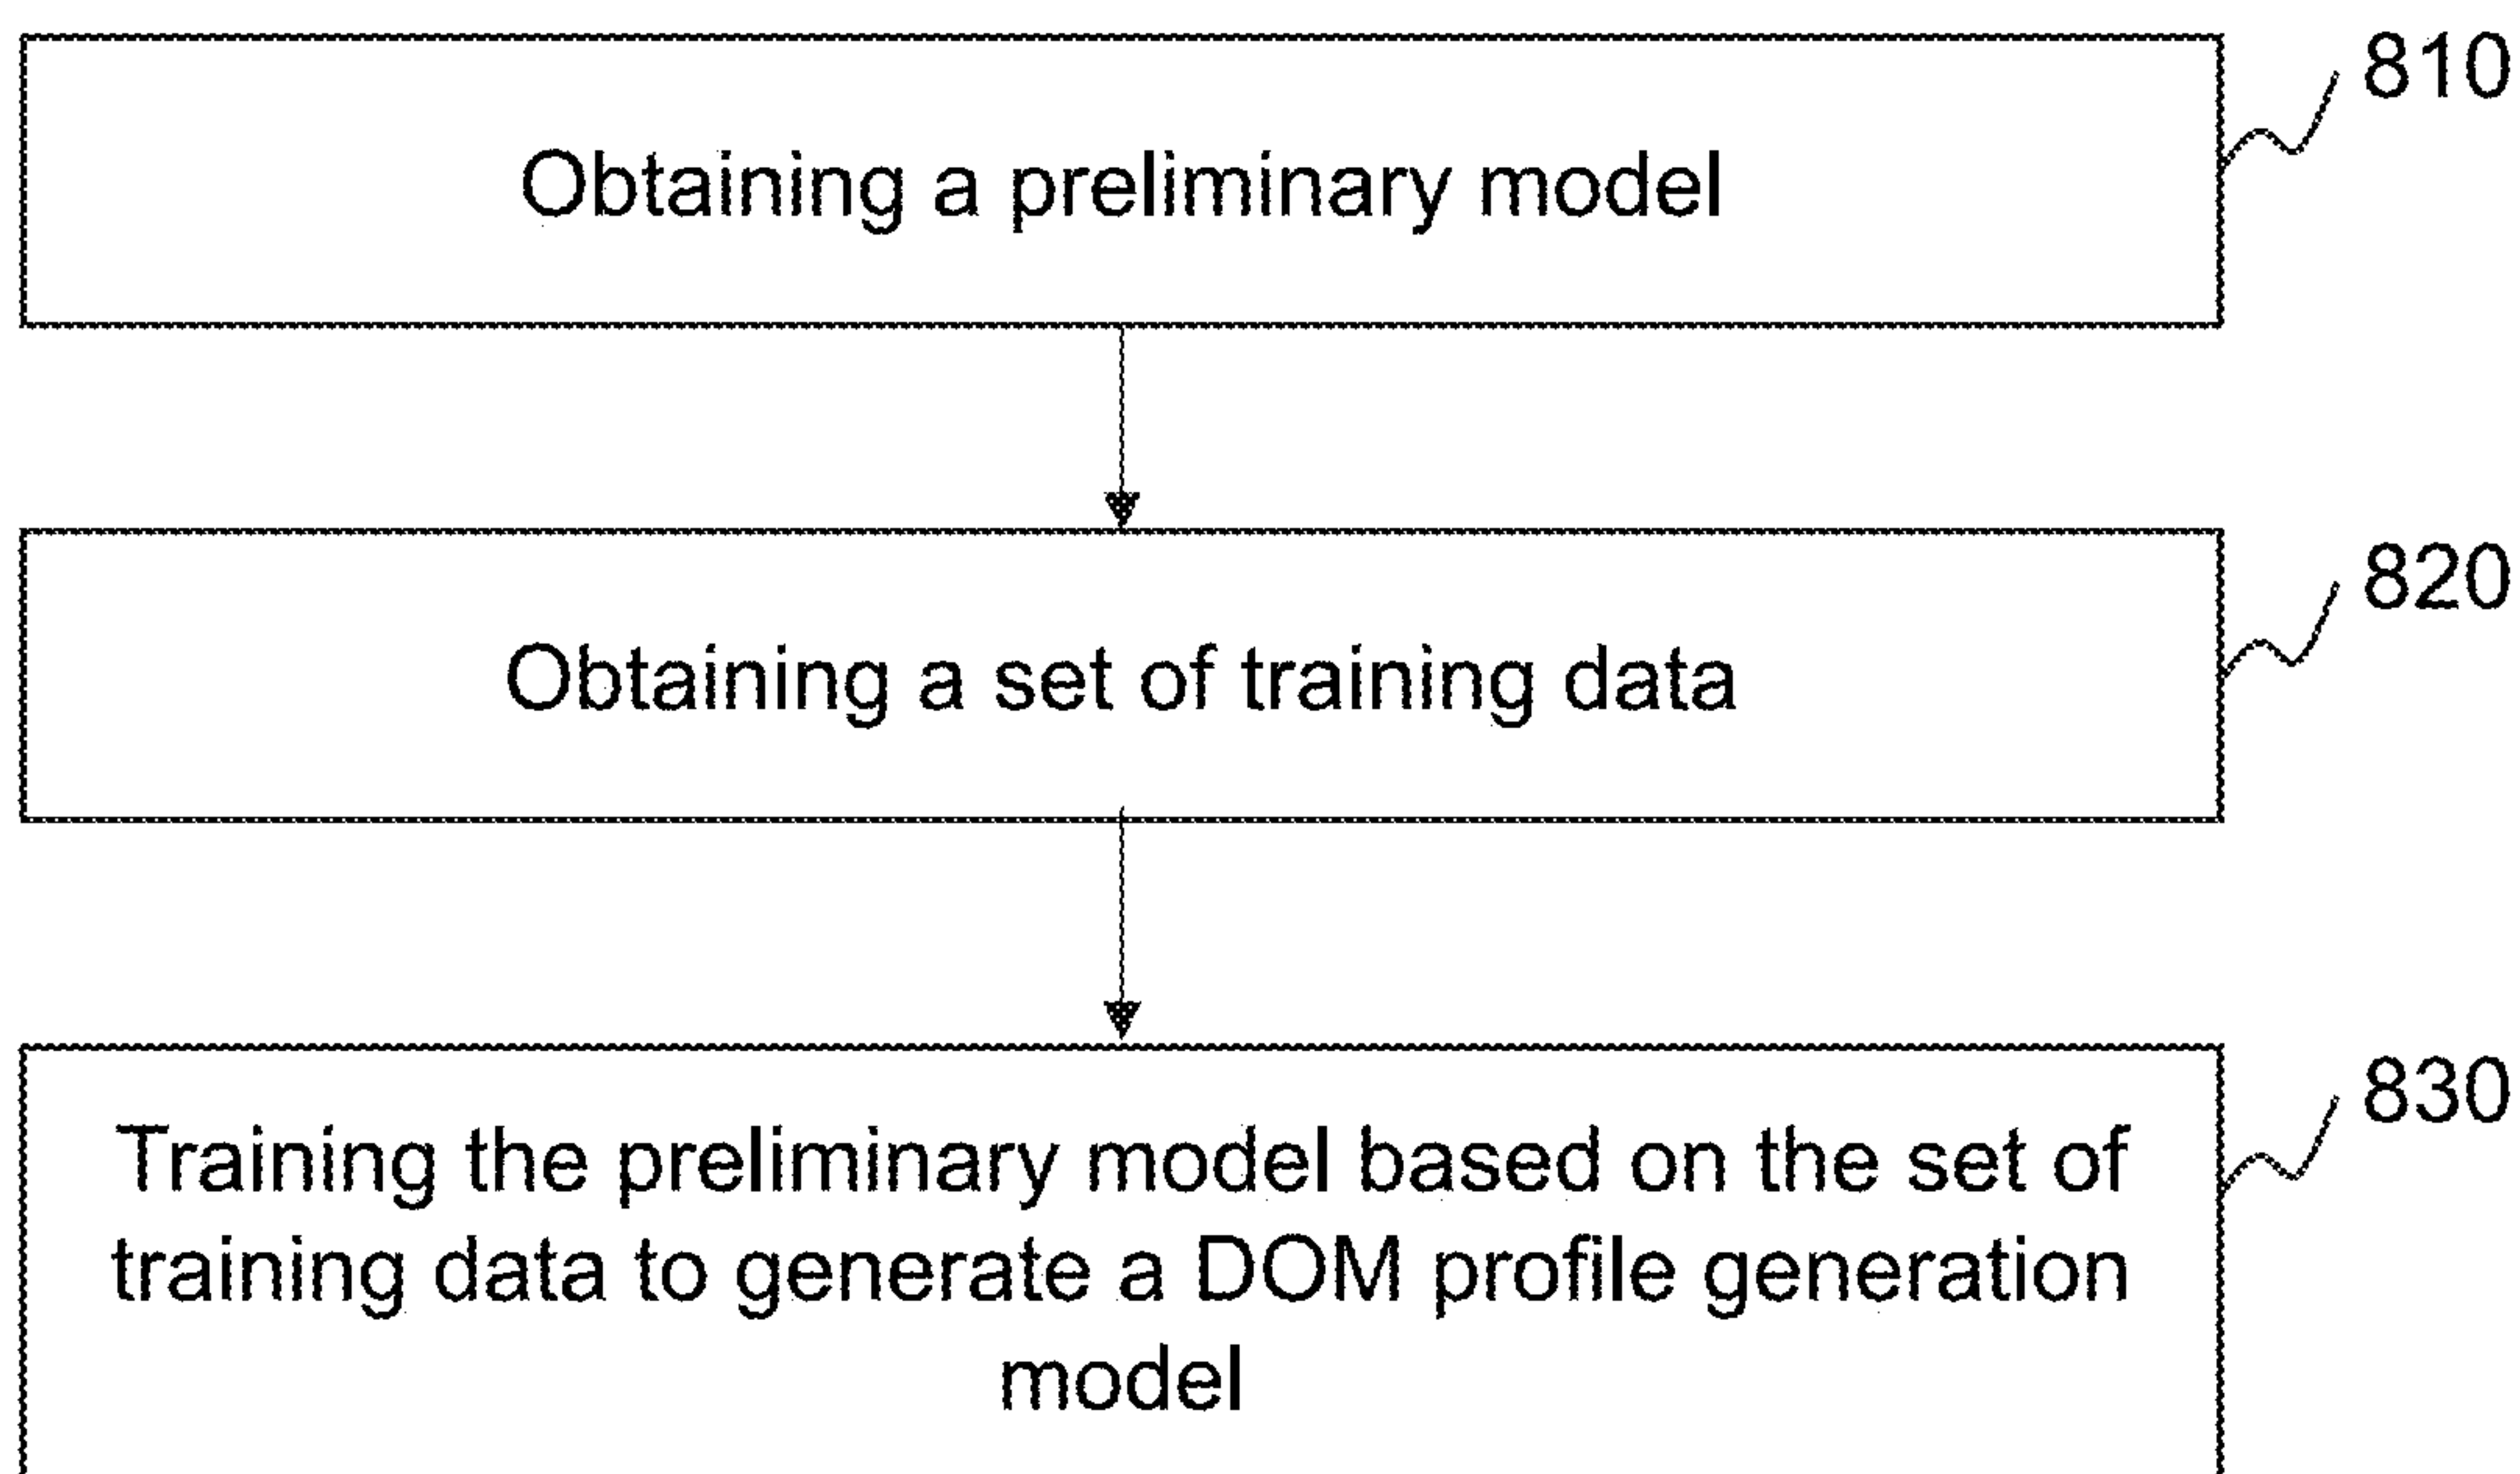 810
Obtaining a preliminary model
820
Obtaining a set of training data
830
Training the preliminary model based on the set of
training data to generate a DOM profile generation
model